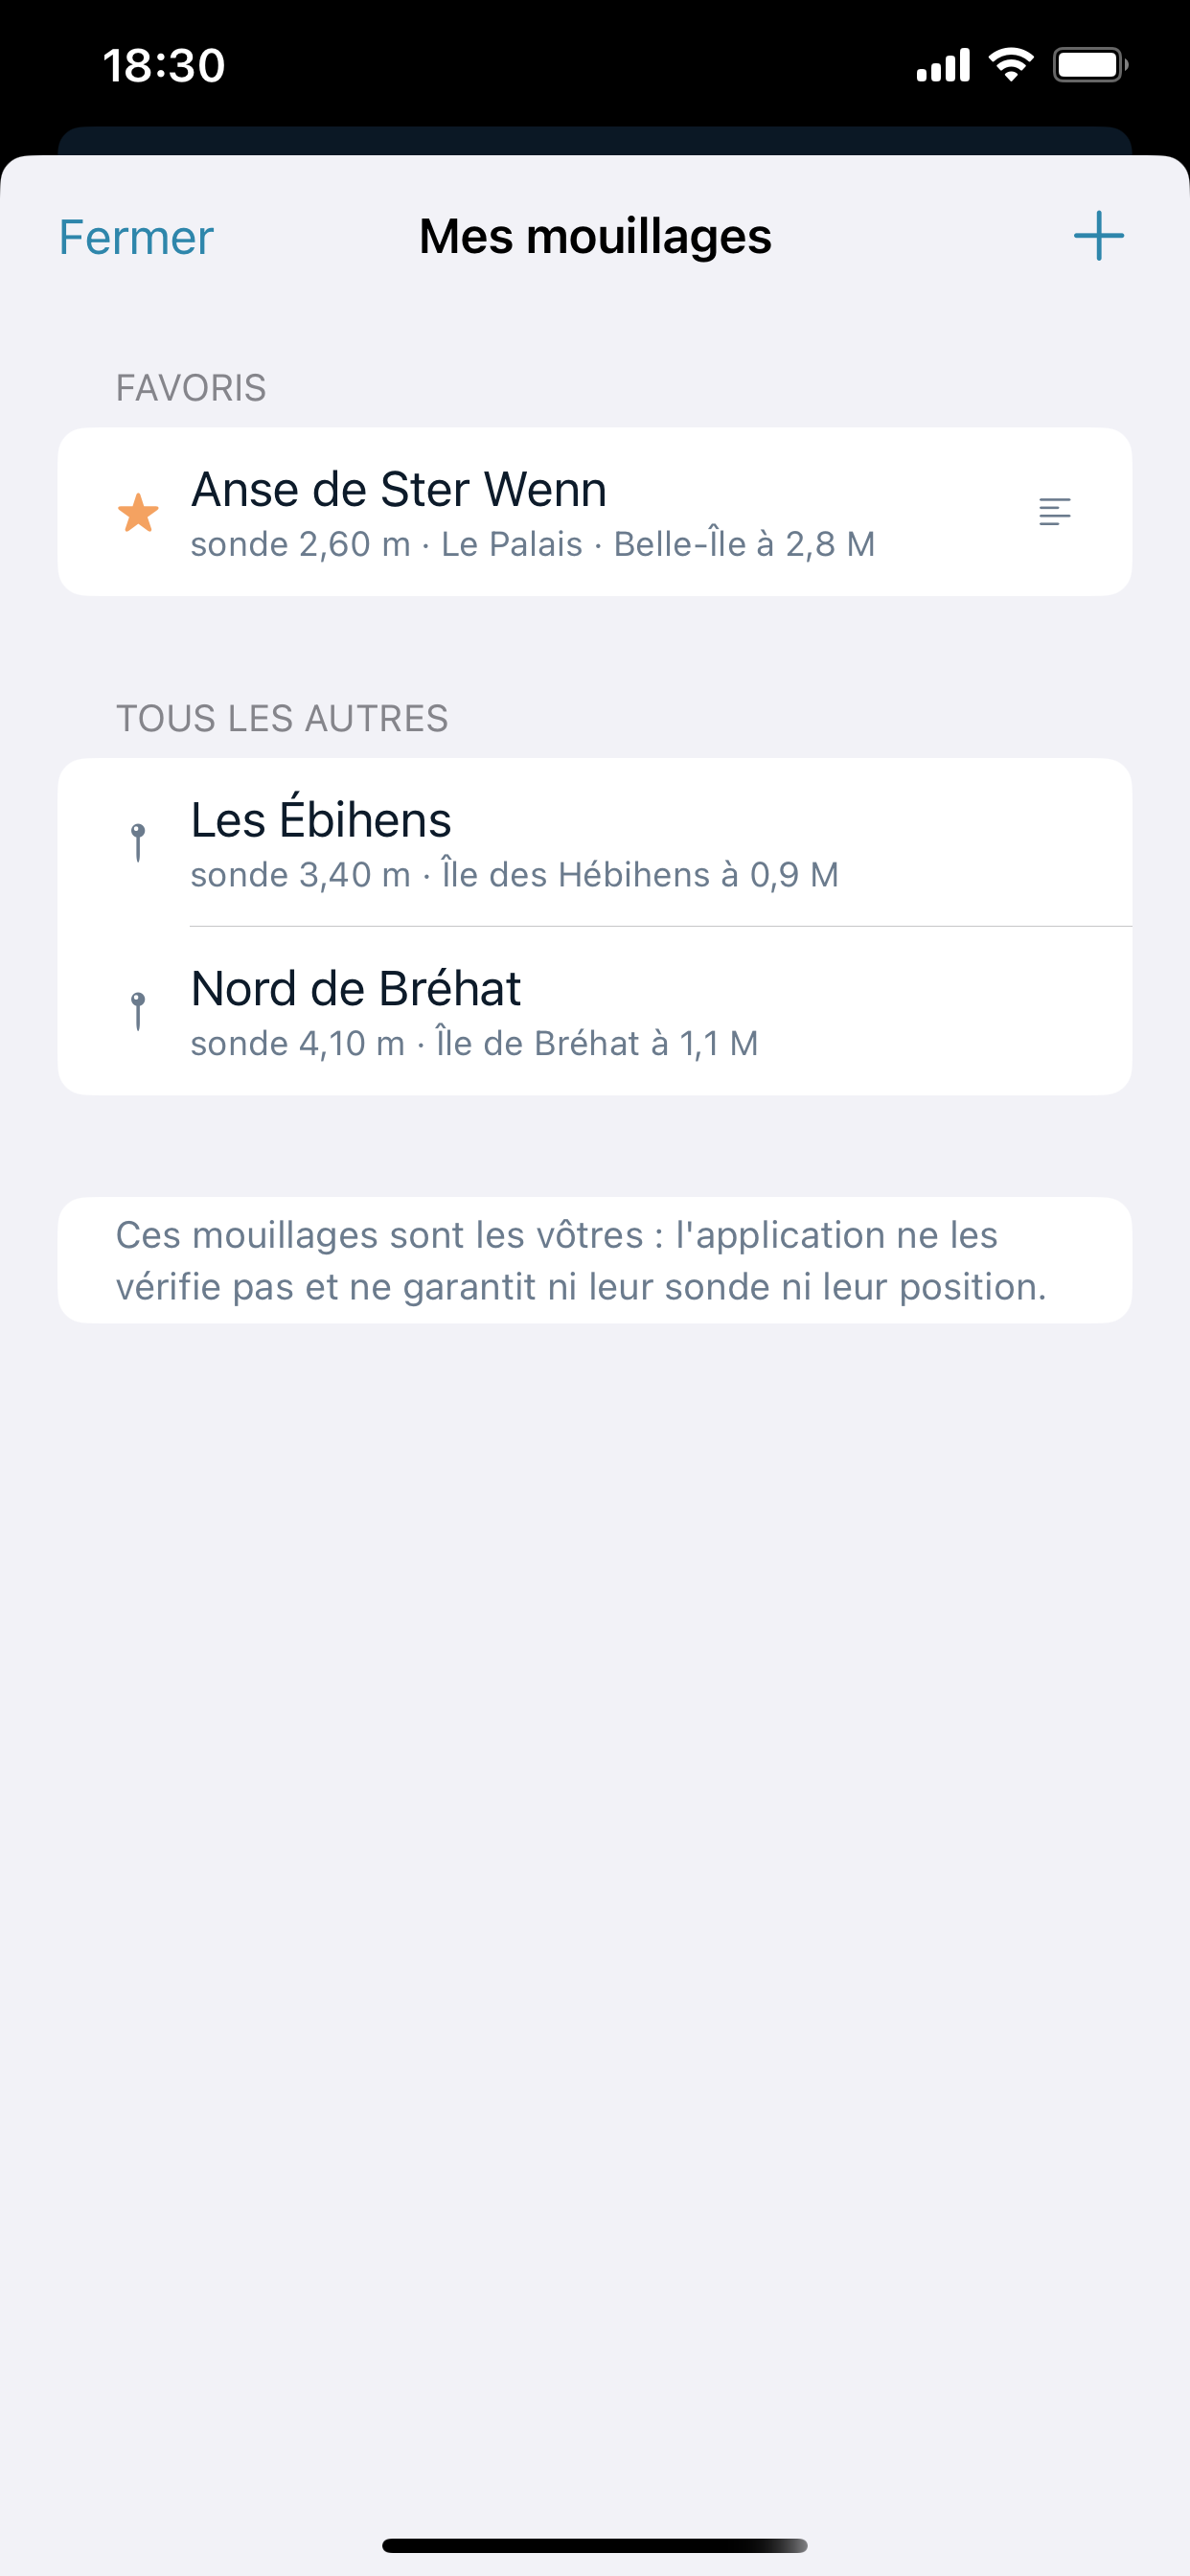 18:30
Fermer
Mes mouillages
FAVORIS
Anse de Ster Wenn
sonde 2,60 m · Le Palais · Belle-Île à 2,8 M
TOUS LES AUTRES
Les Ébihens
sonde 3,40 m · Île des Hébihens à 0,9 M
Nord de Bréhat
sonde 4,10 m · Île de Bréhat à 1,1 M
Ces mouillages sont les vôtres : l'application ne les
vérifie pas et ne garantit ni leur sonde ni leur position.